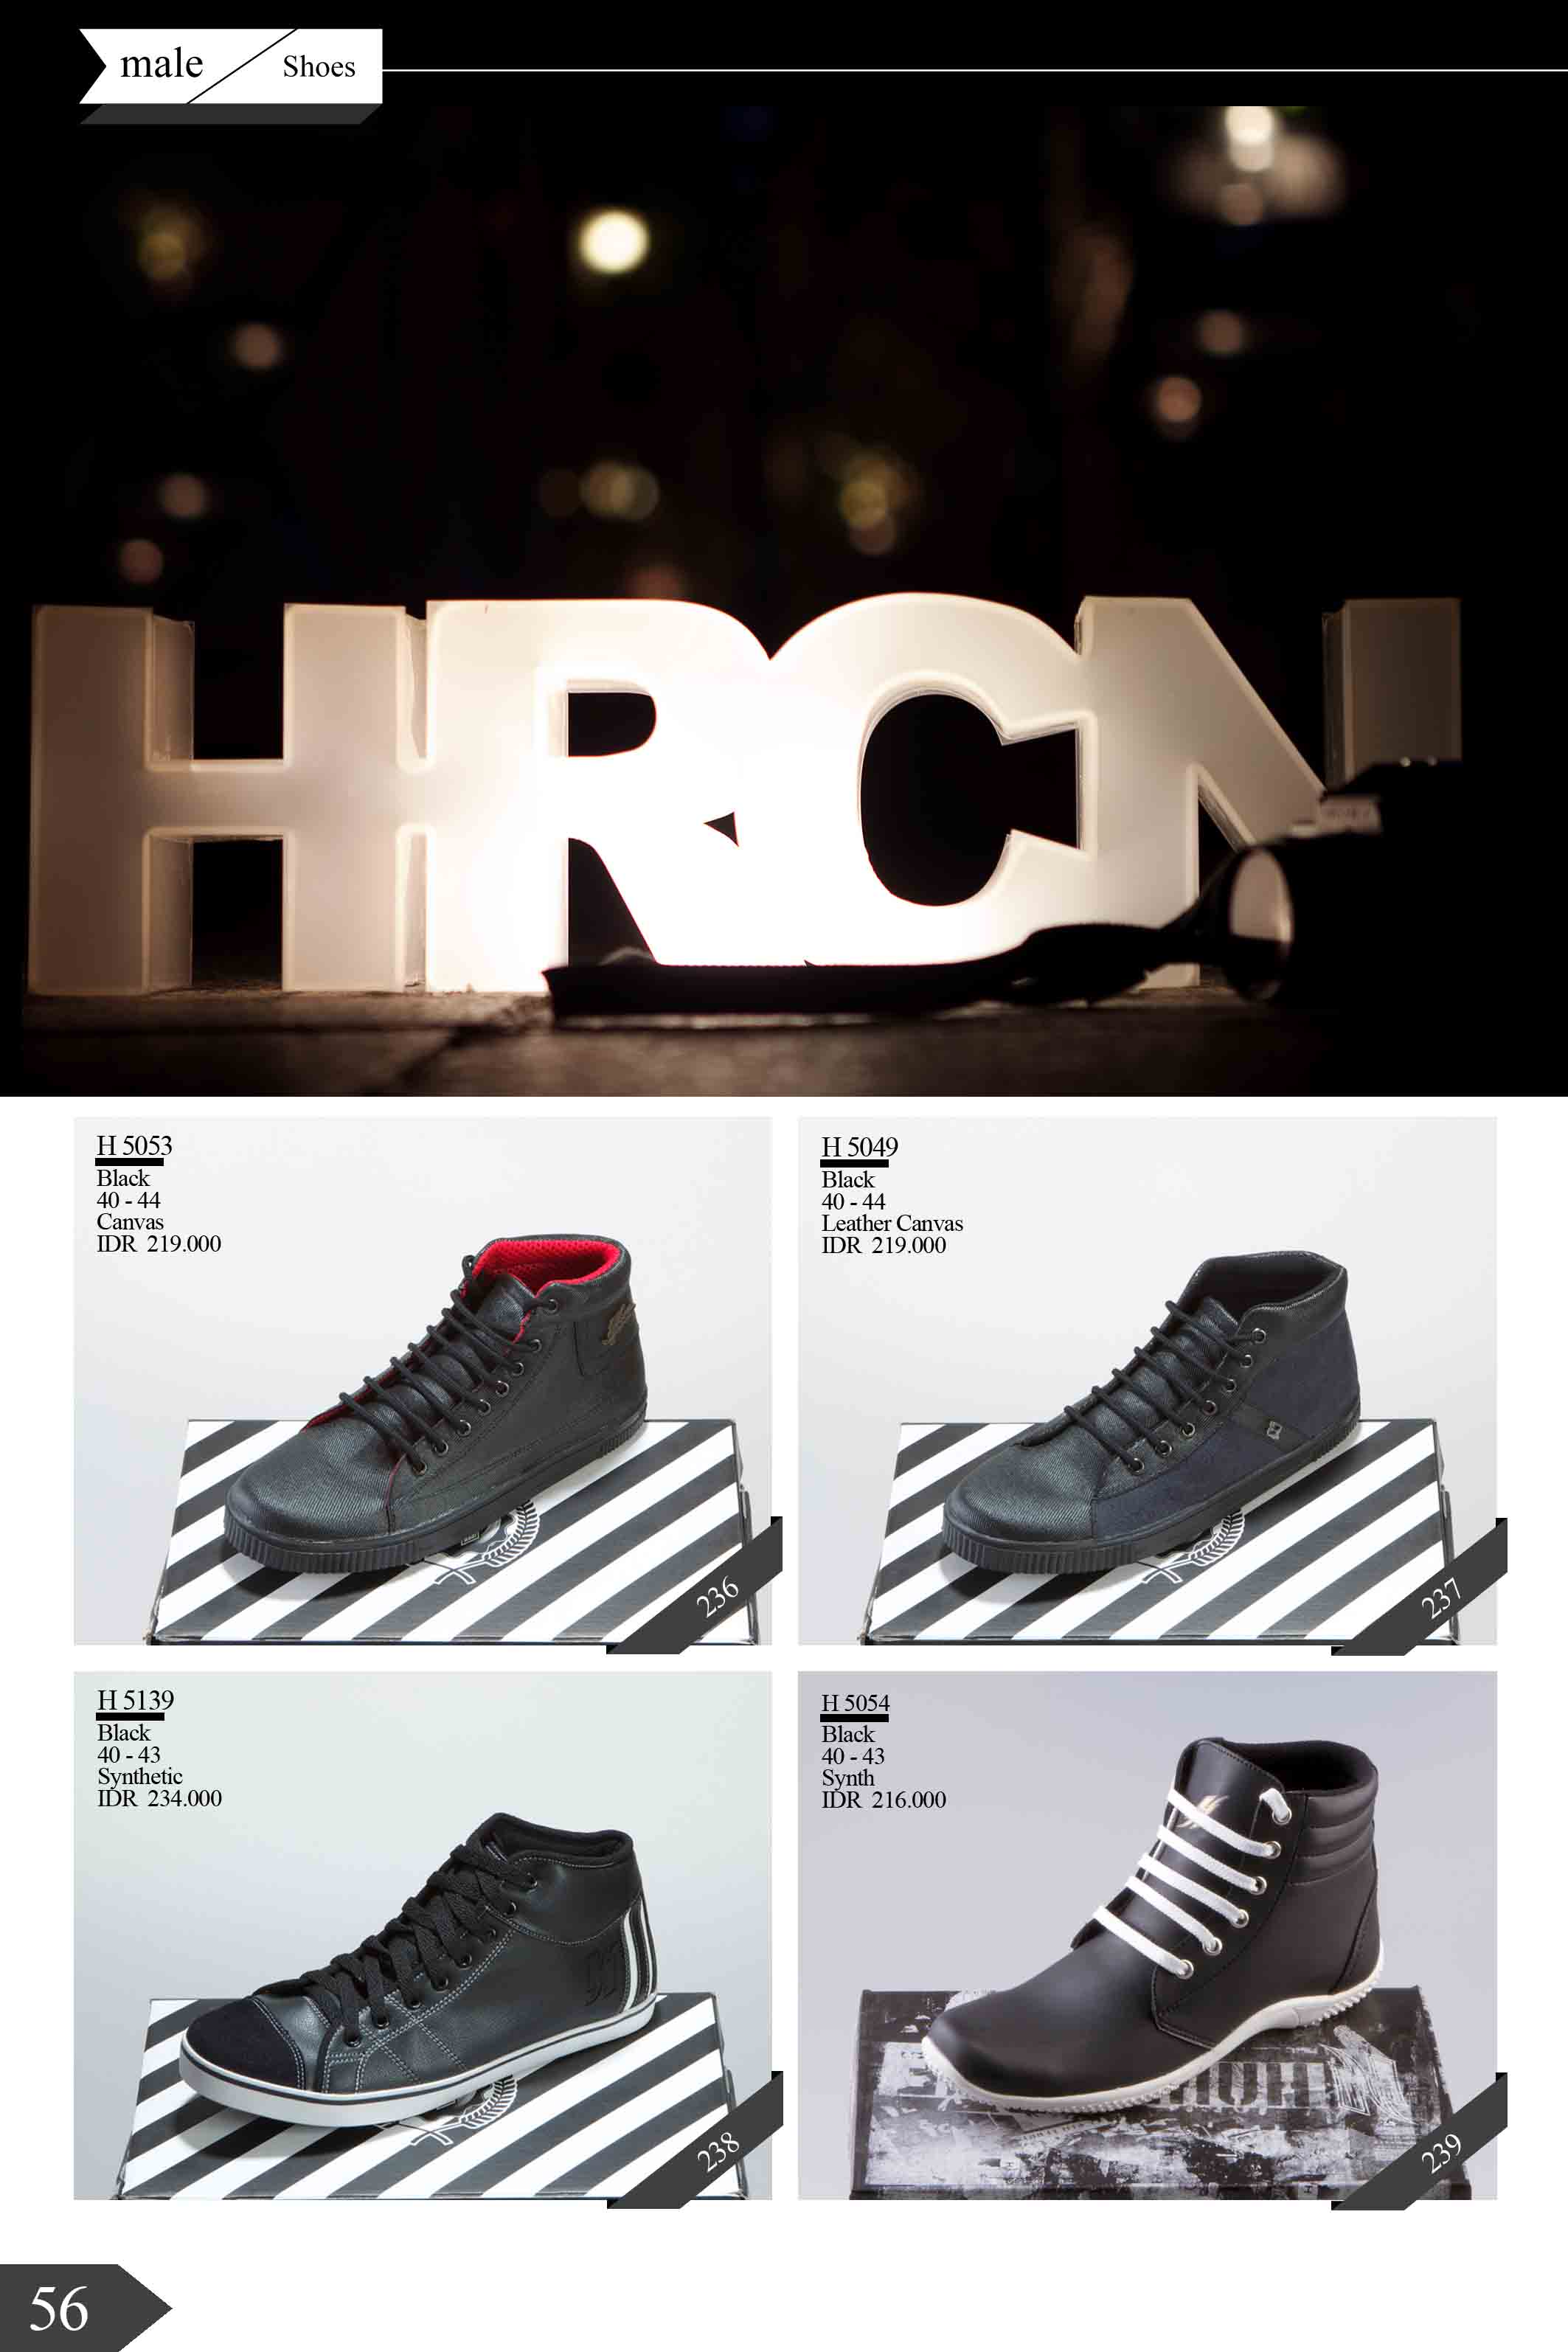 male
Shoes
HRCN
H 5053
Black
40 - 44
Canvas
IDR 219.000
236
H 5049
Black
40 - 44
Leather Canvas
IDR 219.000
237
H 5139
Black
40 - 43
Synthetic
IDR 234.000
238
H 5054
Black
40 - 43
Synth
IDR 216.000
239
56